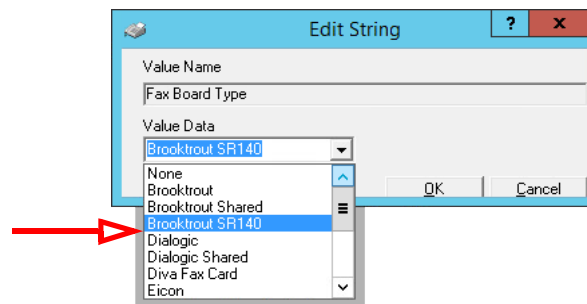 Edit String
?
x
Value Name
Fax Board Type
Value Data
Brooktrout SR140
None
Brooktrout
Brooktrout Shared
Brooktrout SR140
Dialogic
Dialogic Shared
Diva Fax Card
Eicon
OK
Cancel